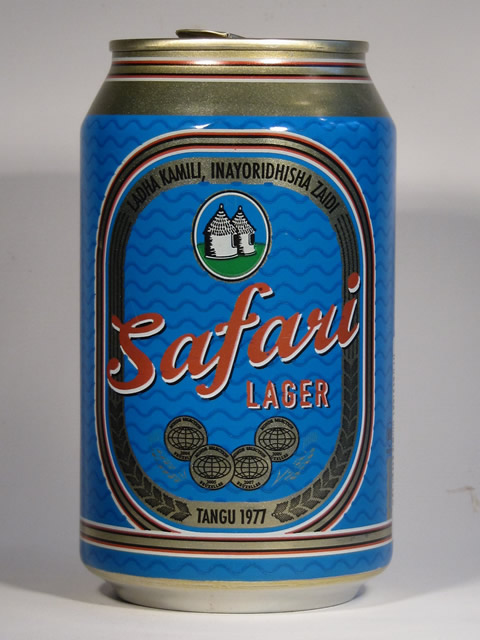 LADHA KAMILI, INAYORIDHISHA ZAIDI
Safari
LAGER
TANGU 1977